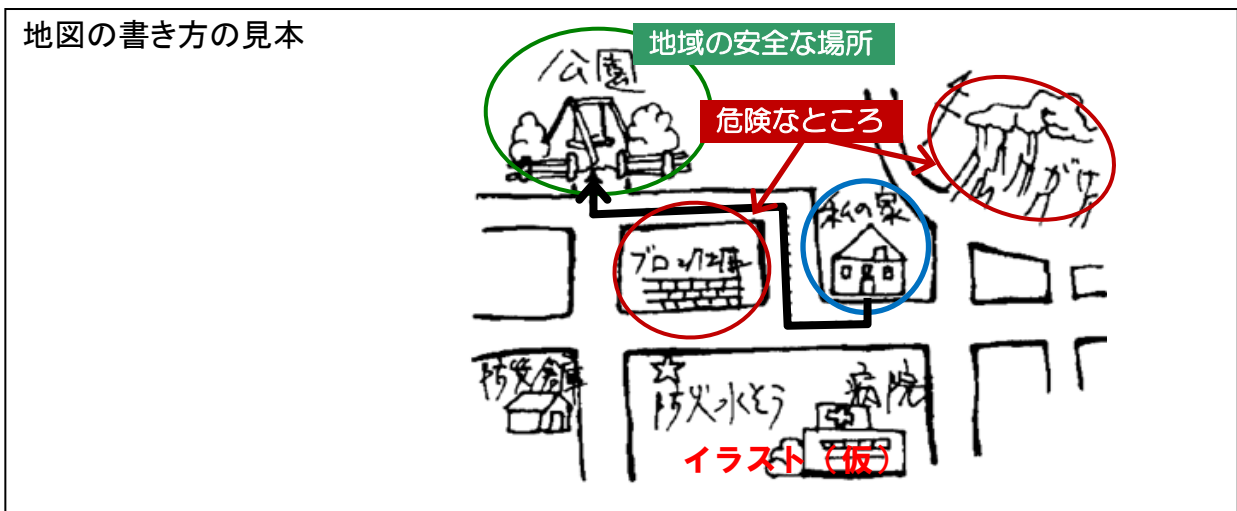 地図の書き方の見本
地域の安全な場所
公園
危険なところ
がけ
私の家
ブロック塀
防災倉庫
防火水そう
病院
イラスト（仮）